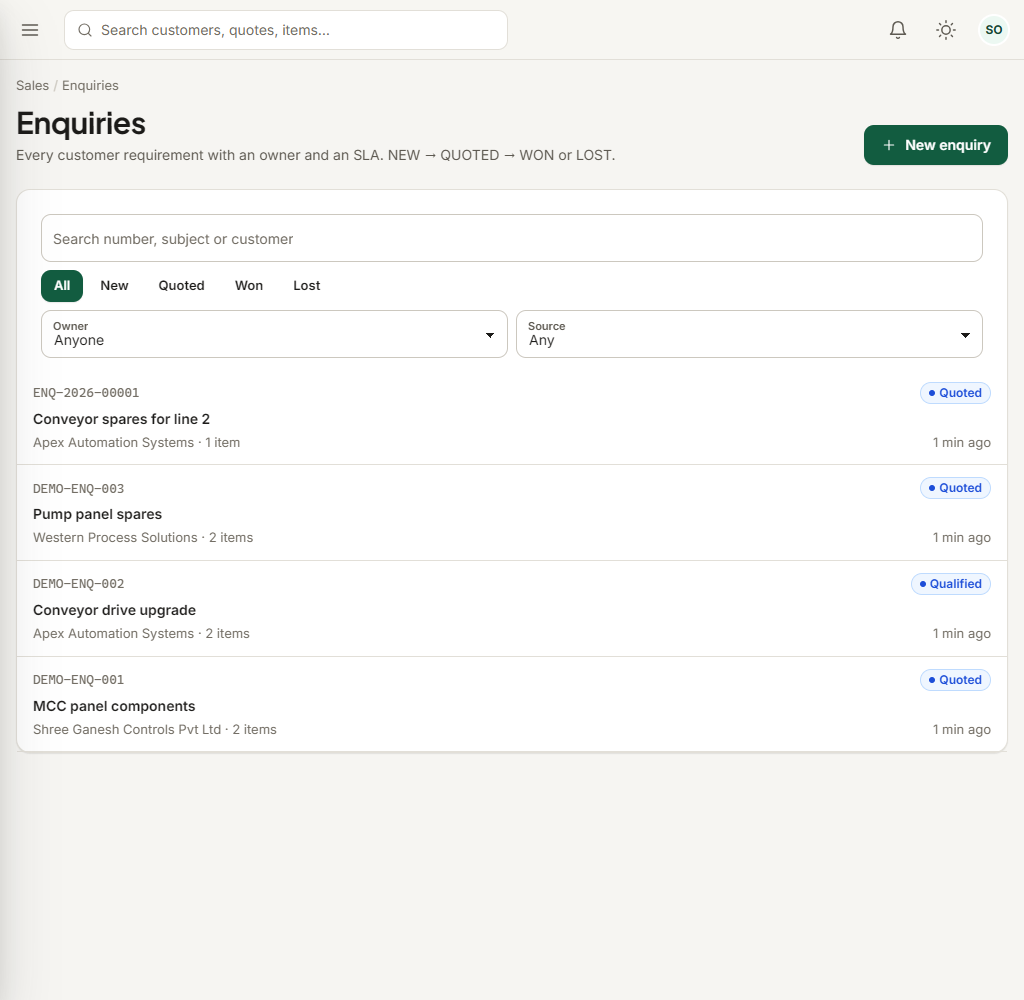 Search customers, quotes, items...
SO
Sales / Enquiries
Enquiries
Every customer requirement with an owner and an SLA. NEW → QUOTED → WON or LOST.
+ New enquiry
Search number, subject or customer
All New Quoted Won Lost
Owner
Anyone
Source
Any
ENQ-2026-00001 Quoted
Conveyor spares for line 2
Apex Automation Systems · 1 item 1 min ago
DEMO-ENQ-003 Quoted
Pump panel spares
Western Process Solutions · 2 items 1 min ago
DEMO-ENQ-002 Qualified
Conveyor drive upgrade
Apex Automation Systems · 2 items 1 min ago
DEMO-ENQ-001 Quoted
MCC panel components
Shree Ganesh Controls Pvt Ltd · 2 items 1 min ago